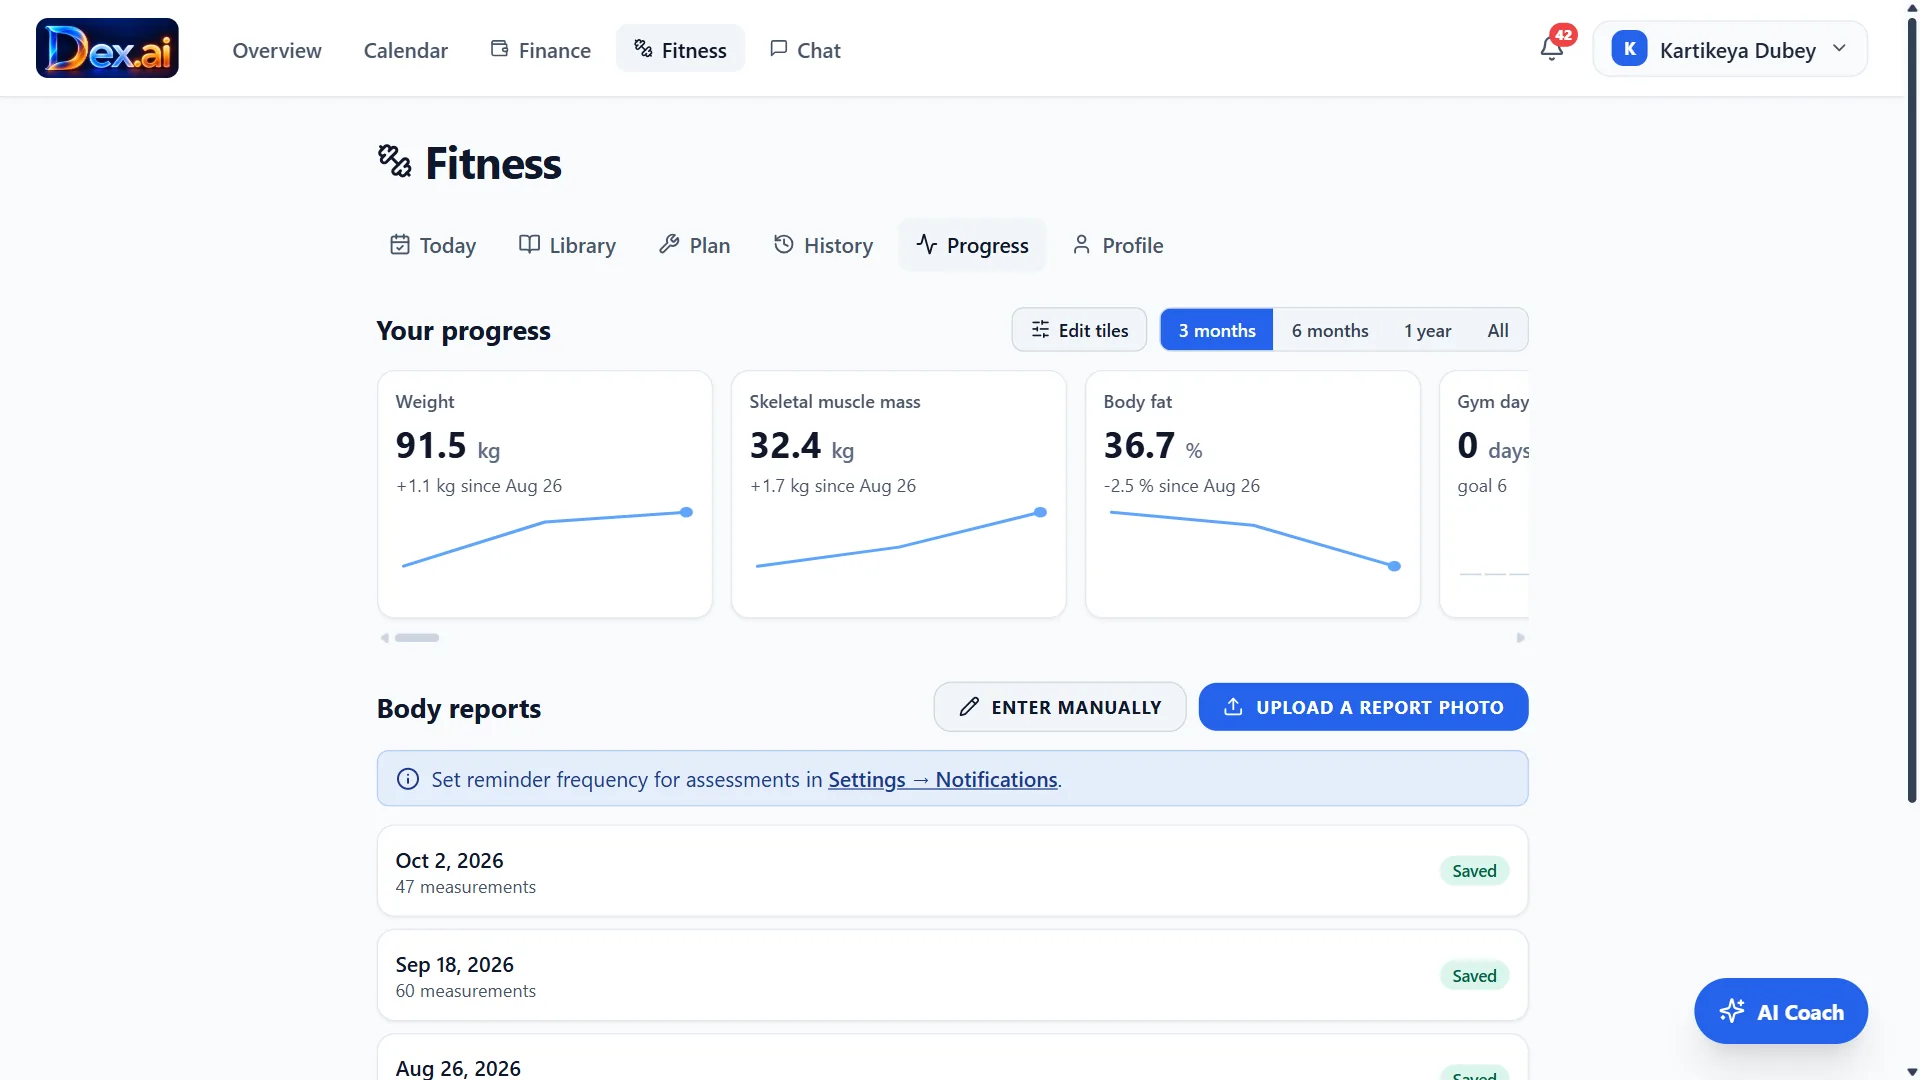 Dex.ai
Overview
Calendar
Finance
Fitness
Chat
42
K
Kartikeya Dubey
Fitness
Today
Library
Plan
History
Progress
Profile
Your progress
Edit tiles
3 months
6 months
1 year
All
Weight
91.5 kg
+1.1 kg since Aug 26
Skeletal muscle mass
32.4 kg
+1.7 kg since Aug 26
Body fat
36.7 %
-2.5 % since Aug 26
Gym day
0 days
goal 6
Body reports
ENTER MANUALLY
UPLOAD A REPORT PHOTO
Set reminder frequency for assessments in Settings → Notifications.
Oct 2, 2026
47 measurements
Saved
Sep 18, 2026
60 measurements
Saved
Aug 26, 2026
Saved
AI Coach